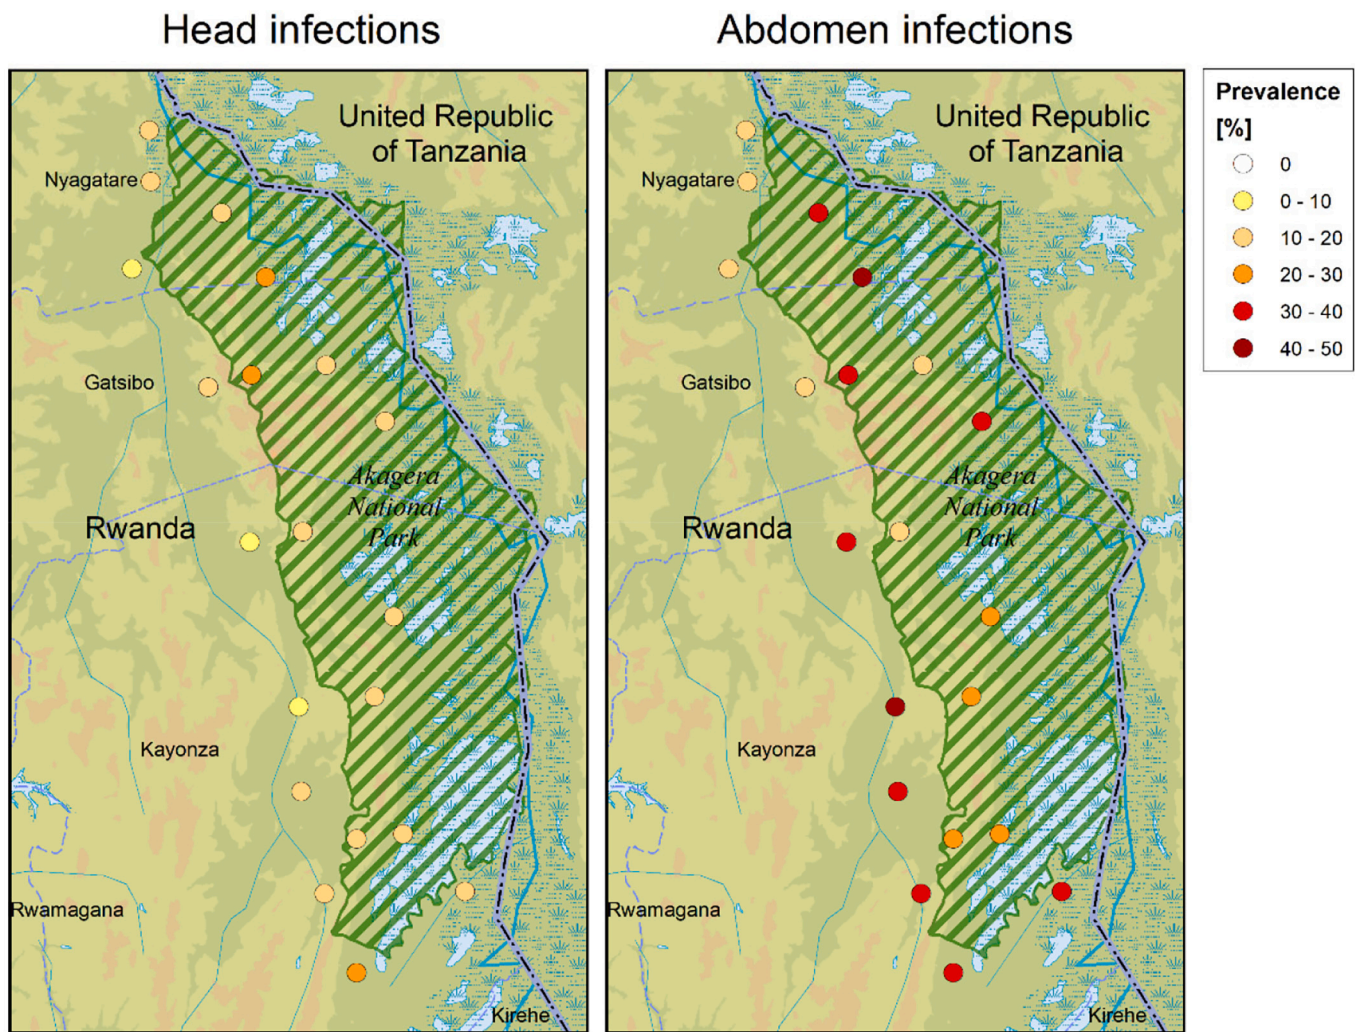 Head infections
Abdomen infections
United Republic
of Tanzania
Nyagatare
Gatsibo
Akagera
National
Park
Rwanda
Kayonza
Rwamagana
Kirehe
United Republic
of Tanzania
Nyagatare
Gatsibo
Akagera
National
Park
Rwanda
Kayonza
Rwamagana
Kirehe
Prevalence
[%]
0
0 - 10
10 - 20
20 - 30
30 - 40
40 - 50